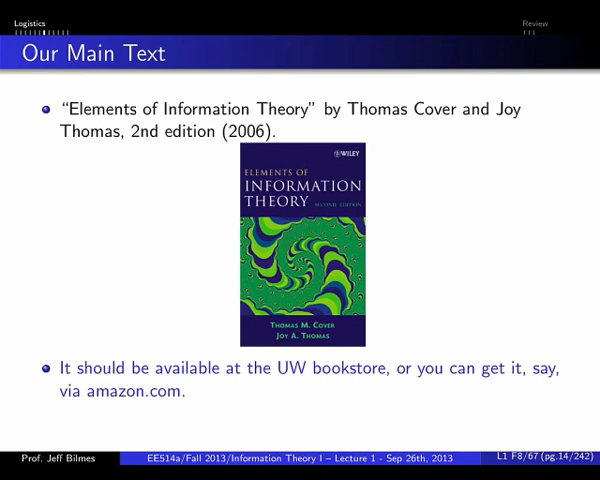 Logistics
Review
Our Main Text
“Elements of Information Theory” by Thomas Cover and Joy
Thomas, 2nd edition (2006).
WILEY
ELEMENTS OF
INFORMATION
THEORY SECOND EDITION
THOMAS M. COVER
JOY A. THOMAS
It should be available at the UW bookstore, or you can get it, say,
via amazon.com.
Prof. Jeff Bilmes
EE514a/Fall 2013/Information Theory I – Lecture 1 - Sep 26th, 2013
L1 F8/67 (pg.14/242)